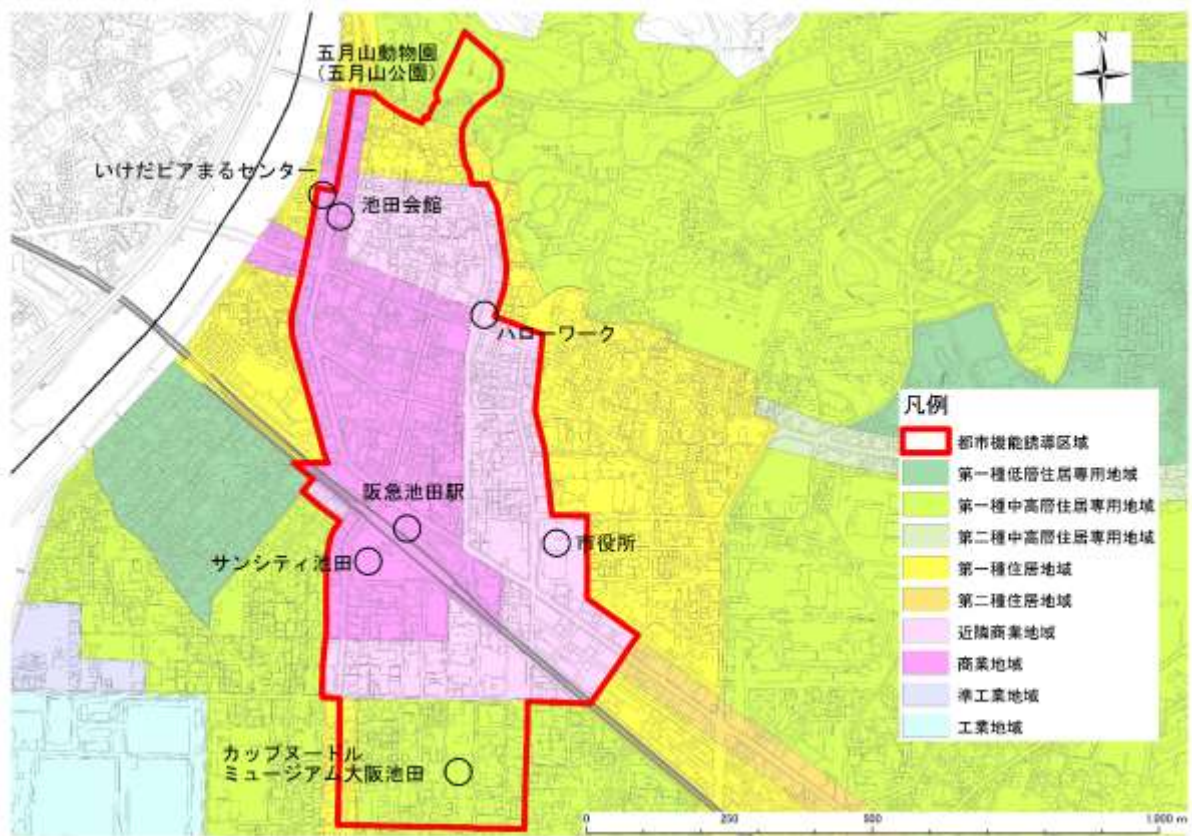 五月山動物園
(五月山公園)
N
いけだピアまるセンター
池田会館
ハローワーク
凡例
都市機能誘導区域
第一種低層住居専用地域
第一種中高層住居専用地域
第二種中高層住居専用地域
第一種住居地域
第二種住居地域
近隣商業地域
商業地域
準工業地域
工業地域
阪急池田駅
市役所
サンシティ池田
カップヌードル
ミュージアム大阪池田
0 250 500 1,000 m